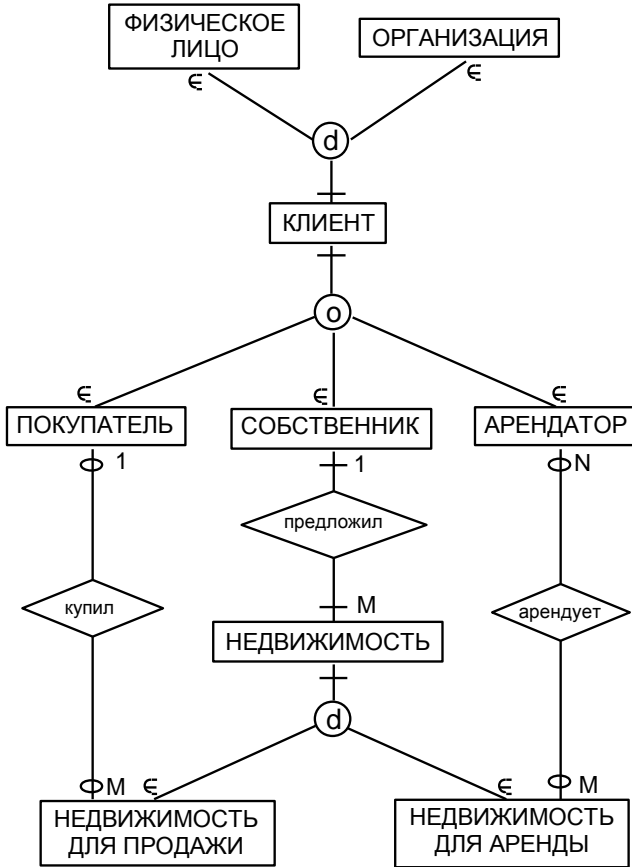 ФИЗИЧЕСКОЕ
ЛИЦО
ОРГАНИЗАЦИЯ
∈
∈
d
КЛИЕНТ
o
∈
∈
∈
ПОКУПАТЕЛЬ
СОБСТВЕННИК
АРЕНДАТОР
1
1
N
предложил
купил
арендует
M
НЕДВИЖИМОСТЬ
d
∈
∈
M
M
НЕДВИЖИМОСТЬ
ДЛЯ ПРОДАЖИ
НЕДВИЖИМОСТЬ
ДЛЯ АРЕНДЫ